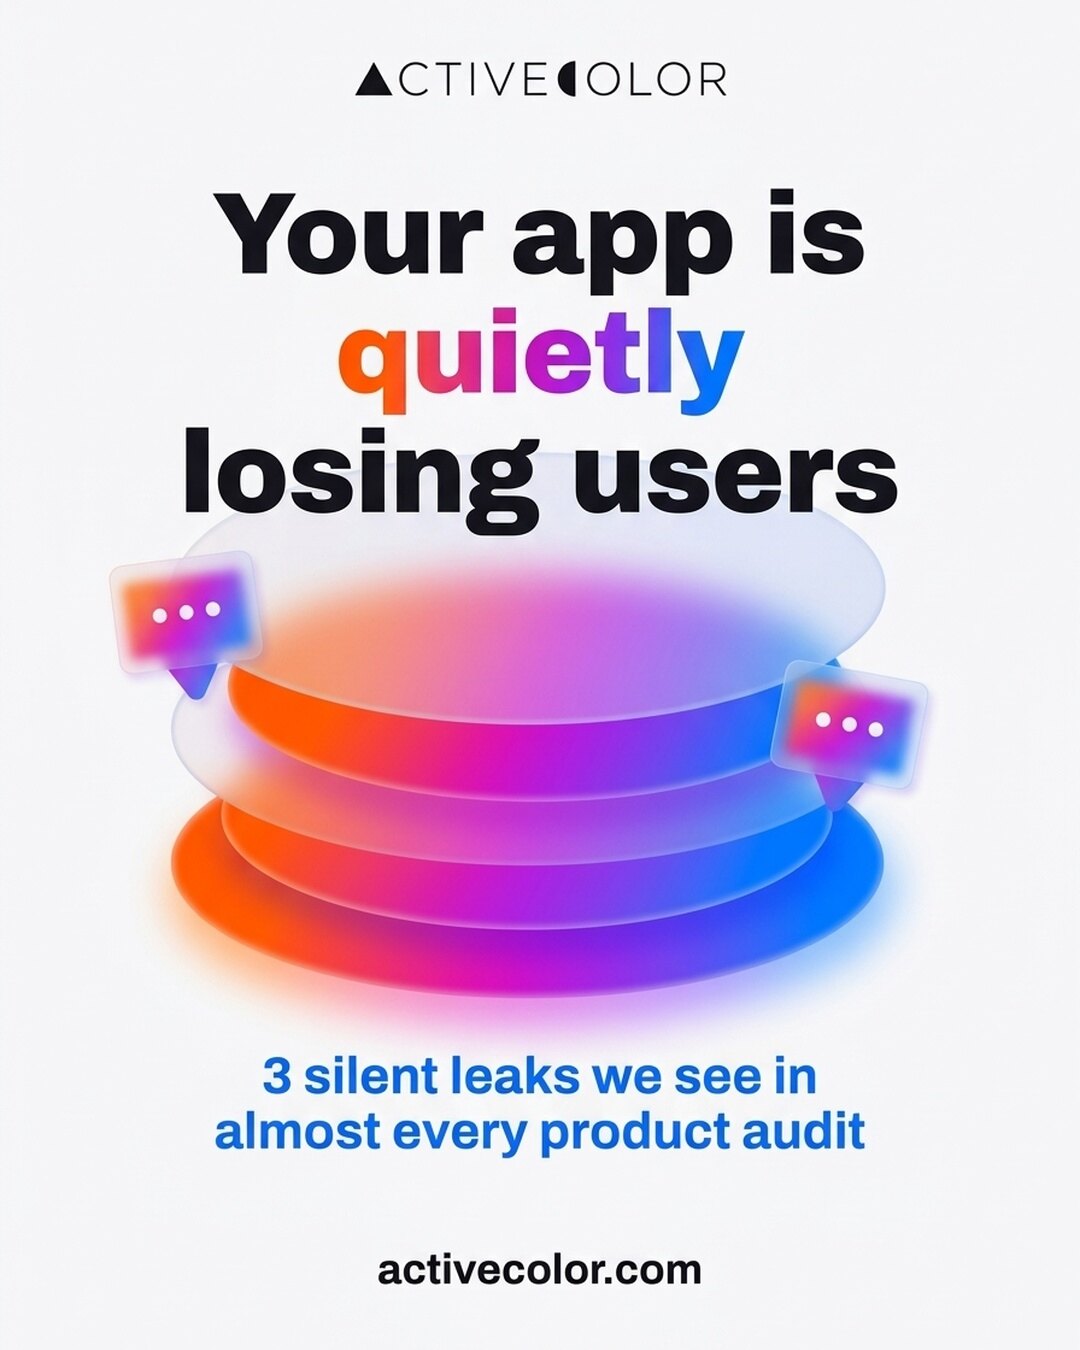 ACTIVECOLOR
Your app is
quietly
losing users
3 silent leaks we see in
almost every product audit
activecolor.com